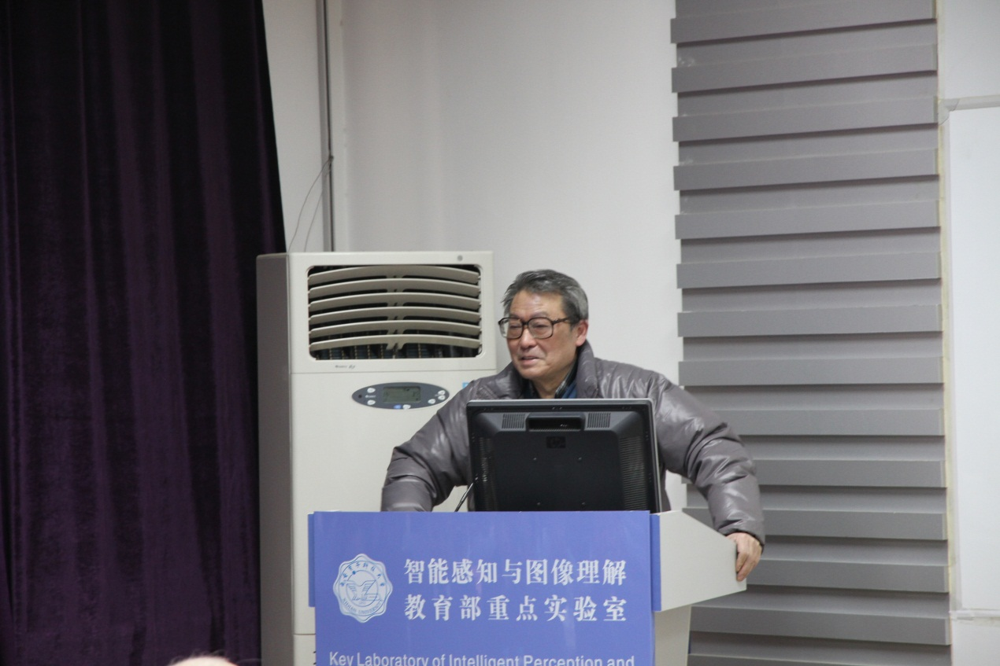 智能感知与图像理解
教育部重点实验室
Key Laboratory of Intelligent Perception and